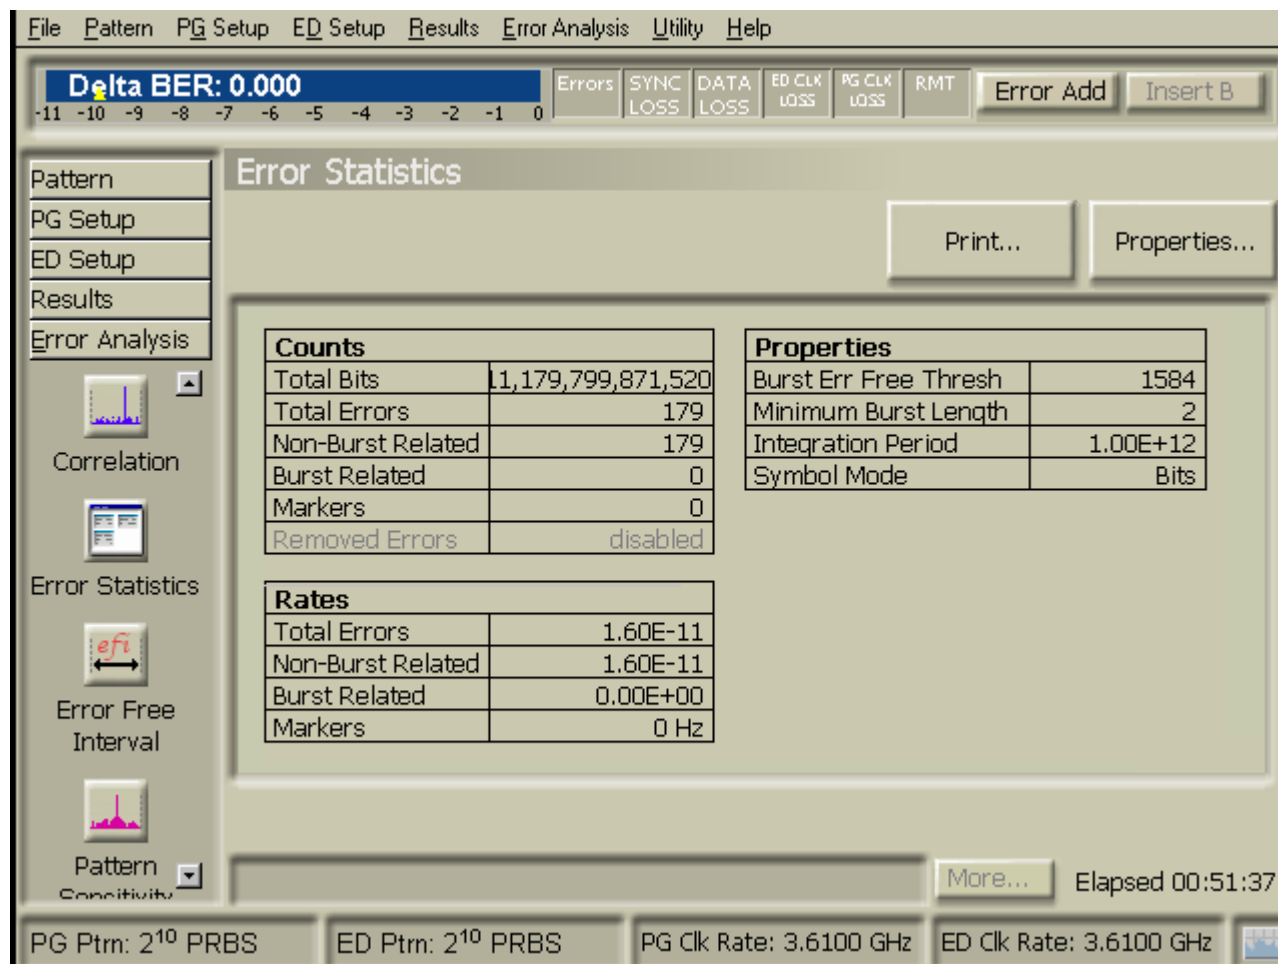 File Pattern PG Setup ED Setup Results Error Analysis Utility Help
Delta BER: 0.000
-11 -10 -9 -8 -7 -6 -5 -4 -3 -2 -1 0
Errors
SYNC LOSS
DATA LOSS
ED CLK LOSS
PG CLK LOSS
RMT
Error Add
Insert B
Pattern
PG Setup
ED Setup
Results
Error Analysis
Correlation
Error Statistics
efi
Error Free
Interval
Pattern
Sensitivity
Error Statistics
Print...
Properties...
Counts
Total Bits 11,179,799,871,520
Total Errors 179
Non-Burst Related 179
Burst Related 0
Markers 0
Removed Errors disabled
Rates
Total Errors 1.60E-11
Non-Burst Related 1.60E-11
Burst Related 0.00E+00
Markers 0 Hz
Properties
Burst Err Free Thresh 1584
Minimum Burst Length 2
Integration Period 1.00E+12
Symbol Mode Bits
More...
Elapsed 00:51:37
PG Ptrn: 2¹⁰ PRBS
ED Ptrn: 2¹⁰ PRBS
PG Clk Rate: 3.6100 GHz
ED Clk Rate: 3.6100 GHz